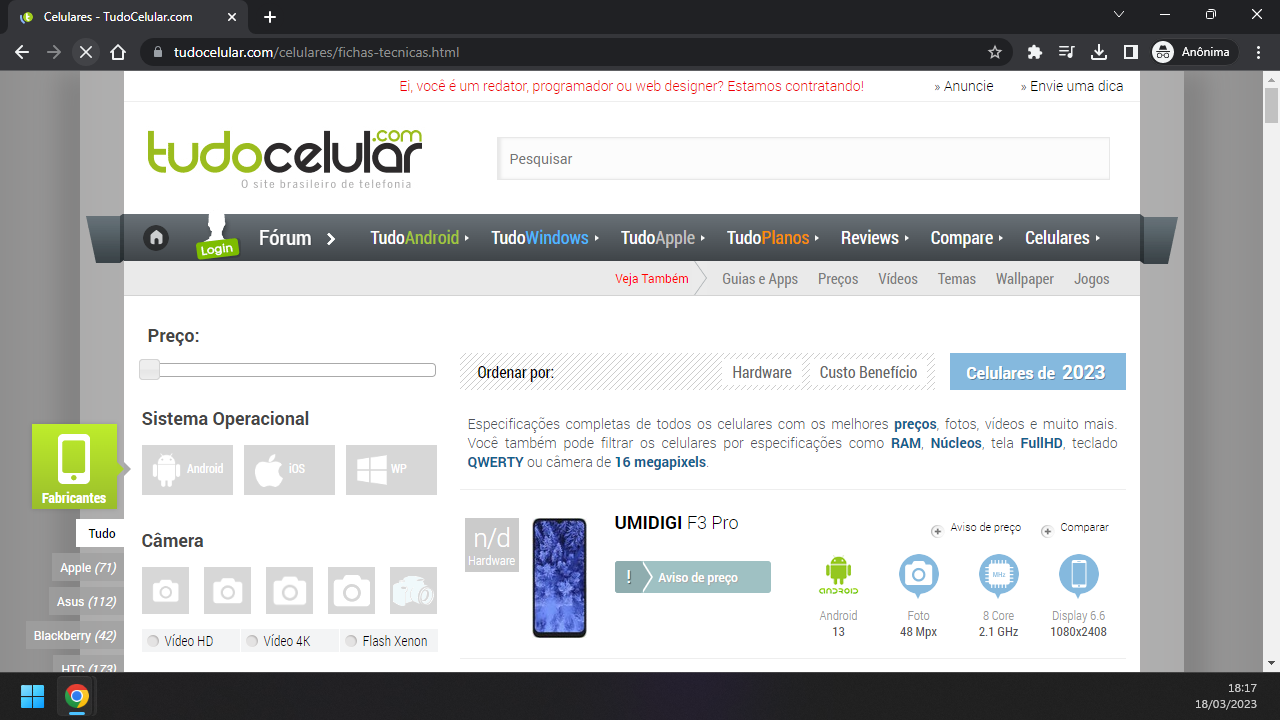 Celulares - TudoCelular.com
tudocelular.com/celulares/fichas-tecnicas.html
Anônima
Ei, você é um redator, programador ou web designer? Estamos contratando!
» Anuncie
» Envie uma dica
tudocelular.com
O site brasileiro de telefonia
Pesquisar
Login
Fórum
TudoAndroid
TudoWindows
TudoApple
TudoPlanos
Reviews
Compare
Celulares
Veja Também
Guias e Apps
Preços
Vídeos
Temas
Wallpaper
Jogos
Preço:
Ordenar por:
Hardware
Custo Benefício
Celulares de 2023
Sistema Operacional
Android
iOS
WP
Especificações completas de todos os celulares com os melhores preços, fotos, vídeos e muito mais.
Você também pode filtrar os celulares por especificações como RAM, Núcleos, tela FullHD, teclado
QWERTY ou câmera de 16 megapixels.
Fabricantes
Tudo
Apple (71)
Asus (112)
Blackberry (42)
HTC (173)
Câmera
Vídeo HD
Vídeo 4K
Flash Xenon
n/d
Hardware
UMIDIGI F3 Pro
! Aviso de preço
Aviso de preço
Comparar
ANDROID
MHz
Android
13
Foto
48 Mpx
8 Core
2.1 GHz
Display 6.6
1080x2408
18:17
18/03/2023